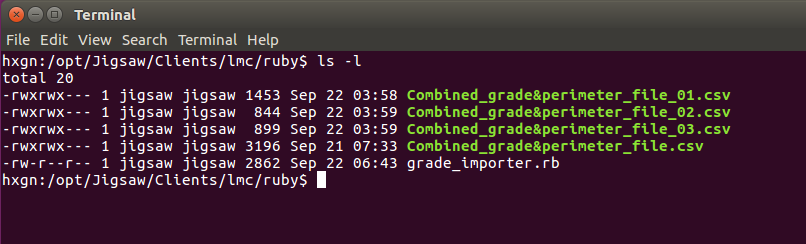 Terminal
File Edit View Search Terminal Help
hxgn:/opt/Jigsaw/Clients/lmc/ruby$ ls -l
total 20
-rwxrwx--- 1 jigsaw jigsaw 1453 Sep 22 03:58 Combined_grade&perimeter_file_01.csv
-rwxrwx--- 1 jigsaw jigsaw  844 Sep 22 03:59 Combined_grade&perimeter_file_02.csv
-rwxrwx--- 1 jigsaw jigsaw  899 Sep 22 03:59 Combined_grade&perimeter_file_03.csv
-rwxrwx--- 1 jigsaw jigsaw 3196 Sep 21 07:33 Combined_grade&perimeter_file.csv
-rw-r--r-- 1 jigsaw jigsaw 2862 Sep 22 06:43 grade_importer.rb
hxgn:/opt/Jigsaw/Clients/lmc/ruby$